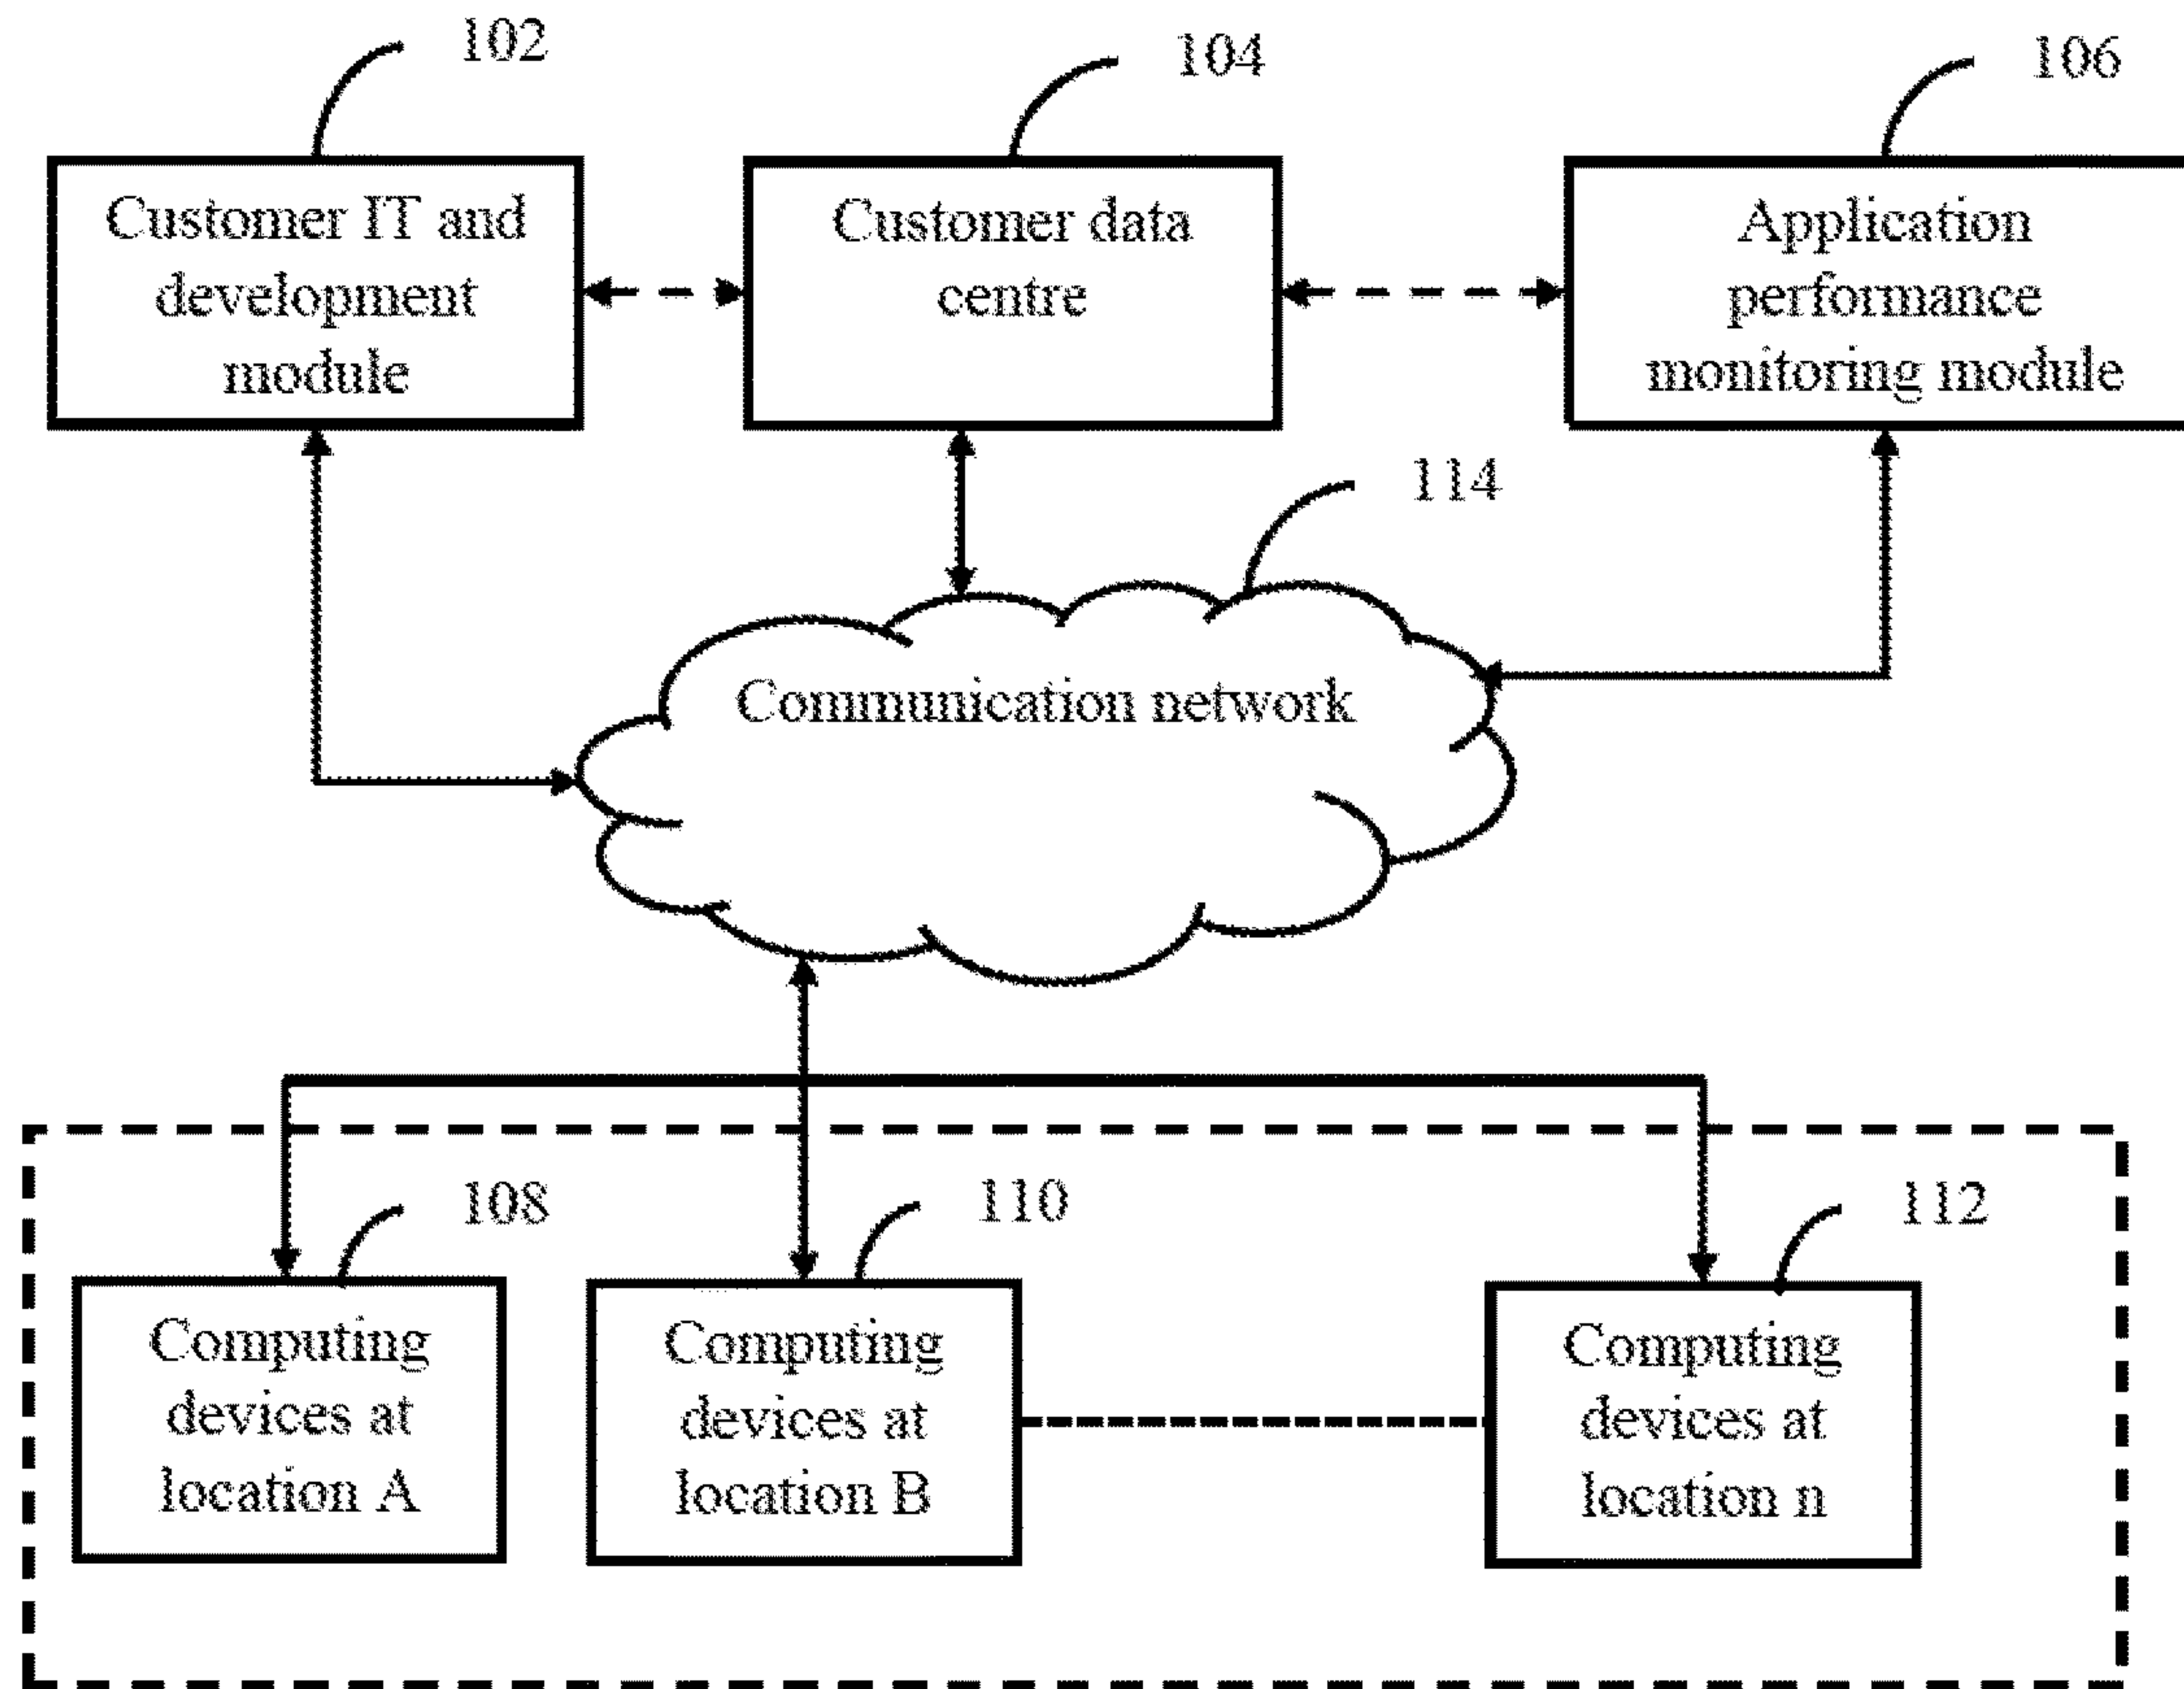 102
104
106
Customer IT and
development
module
Customer data
centre
Application
performance
monitoring module
114
Communication network
108
110
112
Computing
devices at
location A
Computing
devices at
location B
Computing
devices at
location n